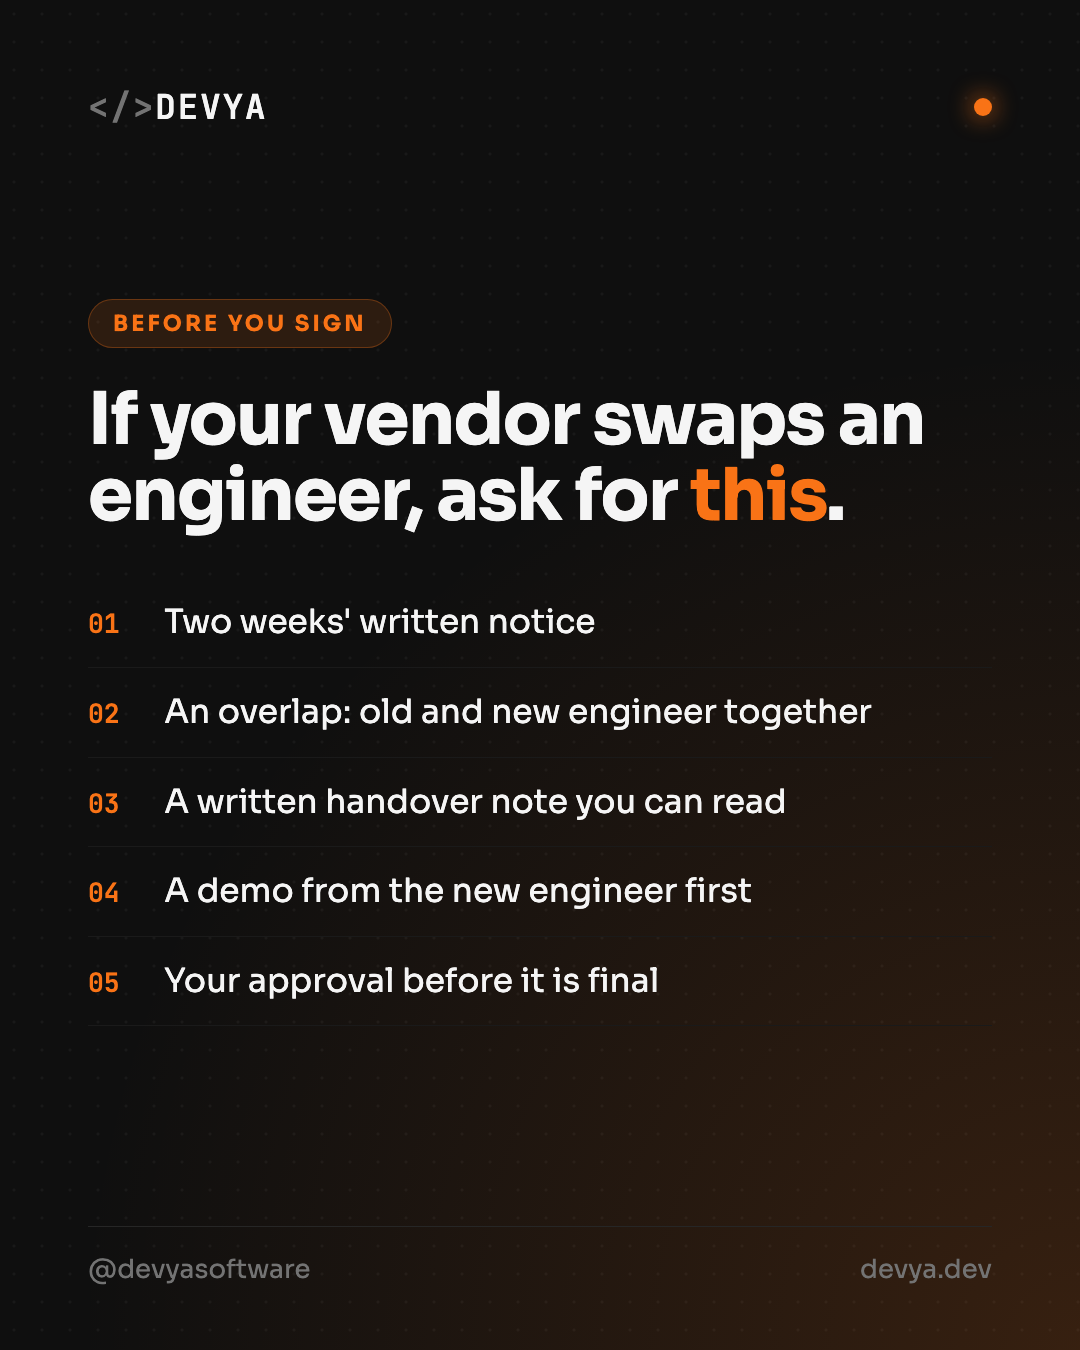 </>DEVYA
BEFORE YOU SIGN
If your vendor swaps an
engineer, ask for this.
01 Two weeks' written notice
02 An overlap: old and new engineer together
03 A written handover note you can read
04 A demo from the new engineer first
05 Your approval before it is final
@devyasoftware devya.dev